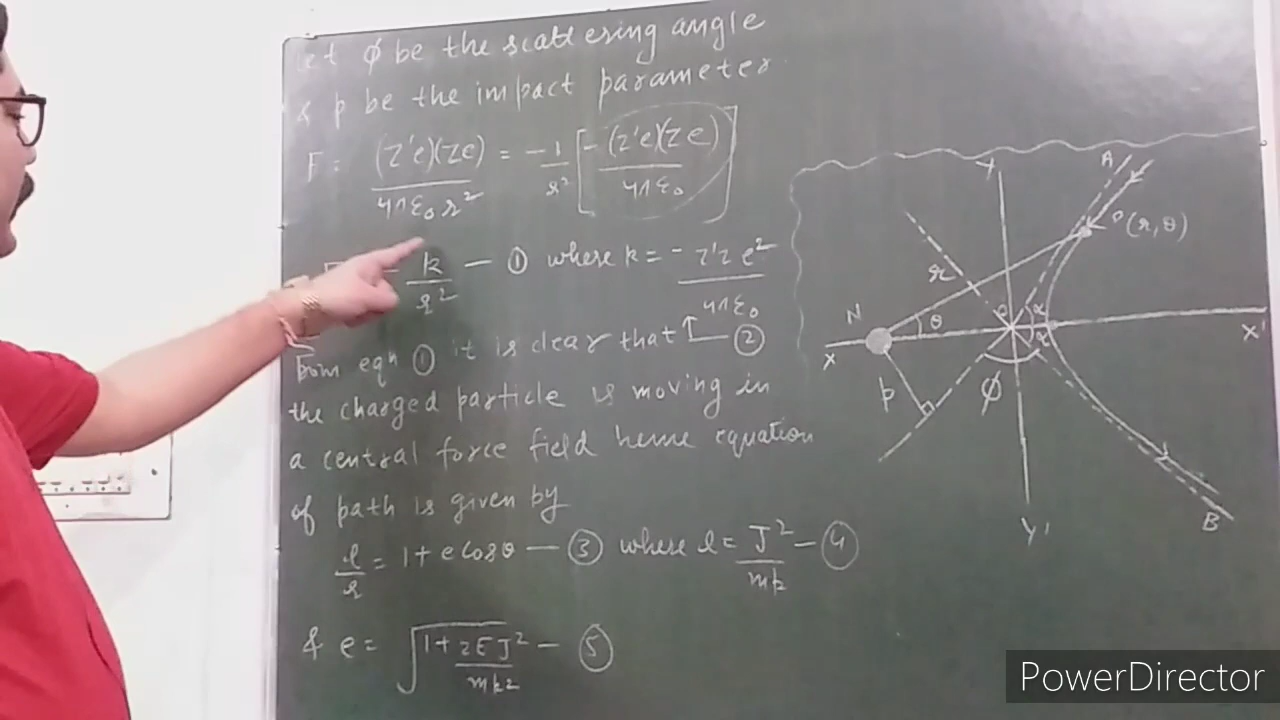 let φ be the scattering angle
& p be the impact parameter
F = (Z'e)(Ze) / 4πε₀r² = -1/r² [ -(Z'e)(Ze) / 4πε₀ ]
k / r² — ① where k = - Z'Z e² / 4πε₀
From eqn ① it is clear that ↑— ②
the charged particle is moving in
a central force field heme equation
of path is given by
l/r = 1 + e Cosθ — ③ where l = J² / mk — ④
& e = √(1 + 2EJ² / mk²) — ⑤
A
Y
P(r,θ)
r
N
θ
O
α
α
X
X'
p
φ
Y'
B
PowerDirector